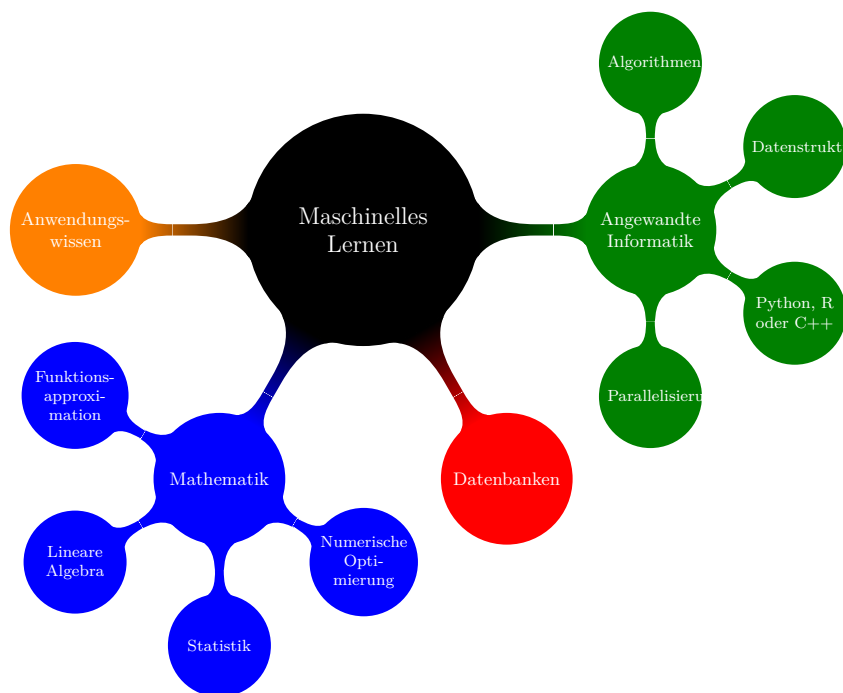 Maschinelles
Lernen
Anwendungs-
wissen
Mathematik
Funktions-
approxi-
mation
Lineare
Algebra
Statistik
Numerische
Opti-
mierung
Datenbanken
Angewandte
Informatik
Algorithmen
Datenstrukt
Python, R
oder C++
Parallelisieru